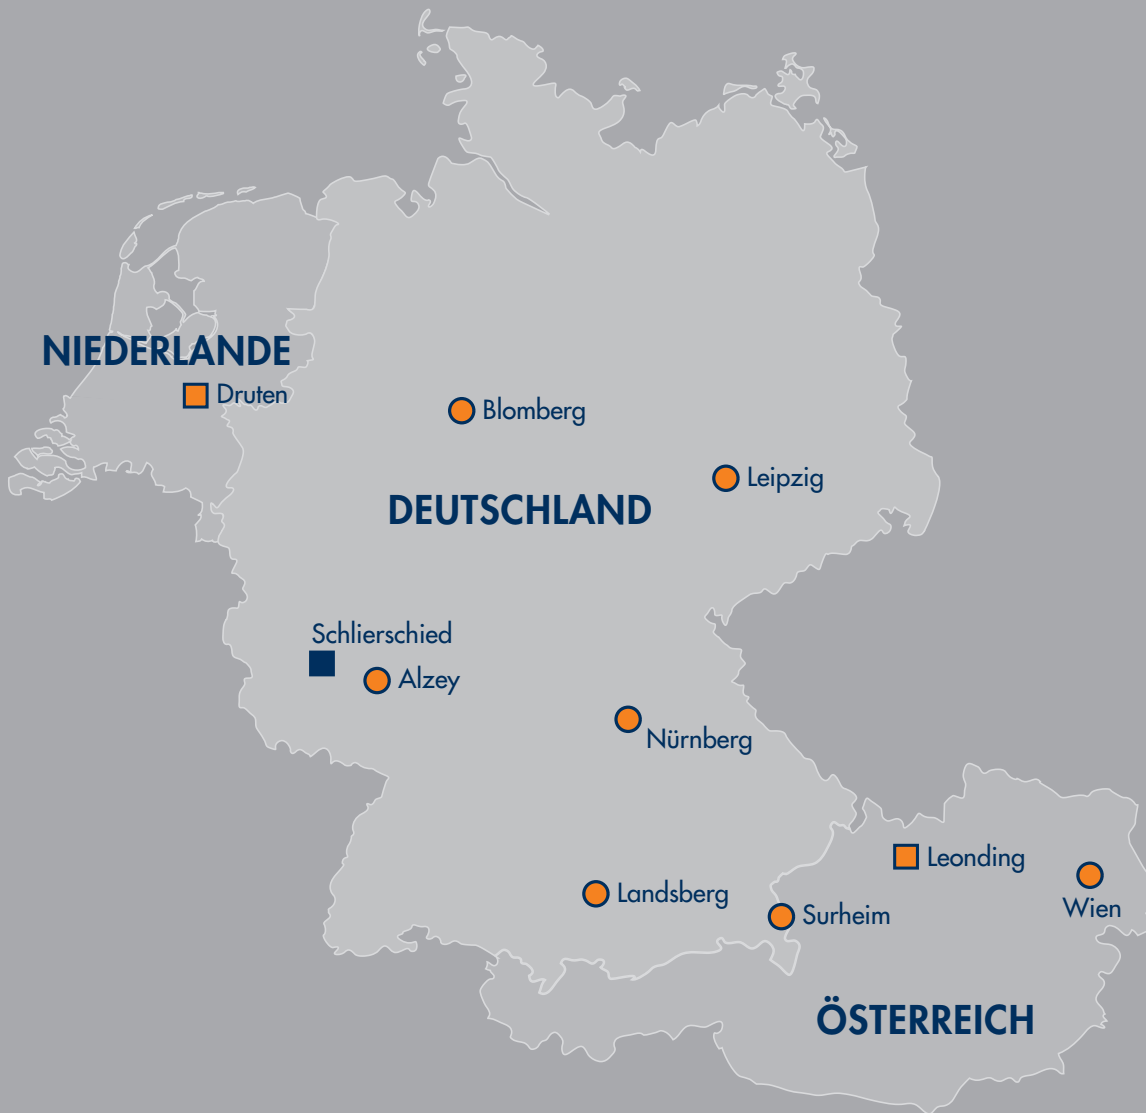 NIEDERLANDE
Druten
Blomberg
Leipzig
DEUTSCHLAND
Schlierschied
Alzey
Nürnberg
Leonding
Landsberg
Surheim
Wien
ÖSTERREICH